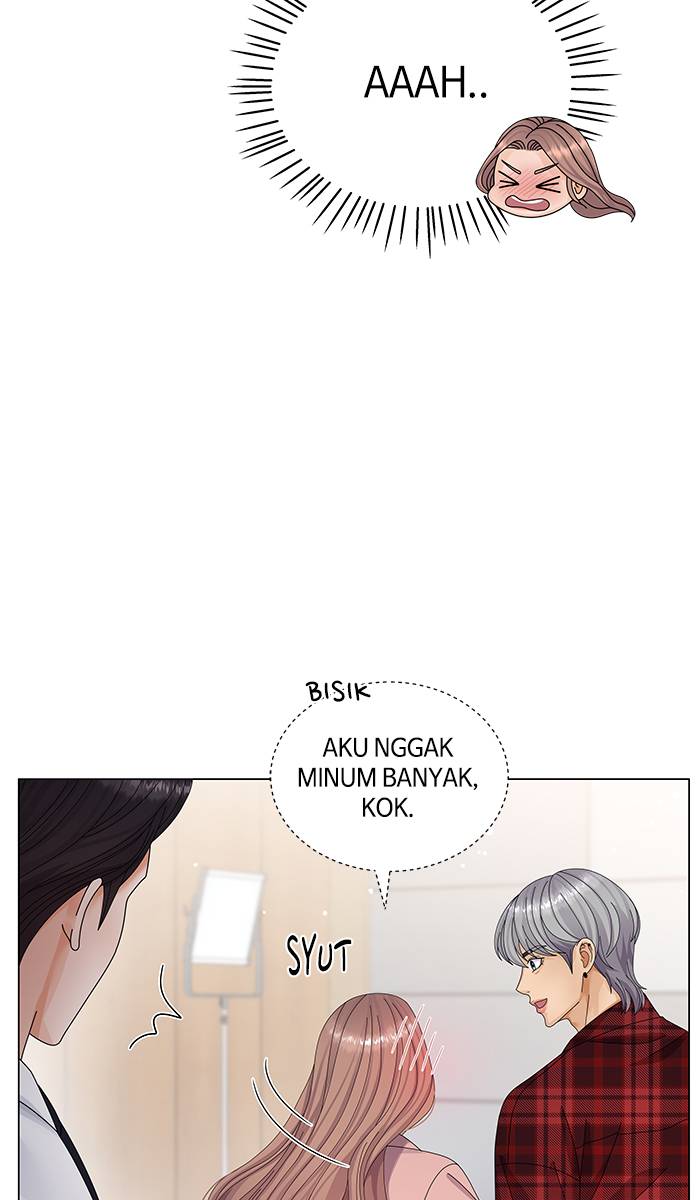 AAAH..
BISIK
AKU NGGAK
MINUM BANYAK,
KOK.
SYUT